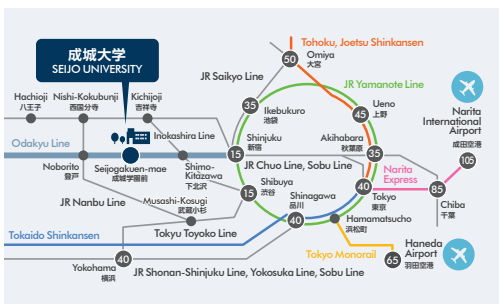 成城大学
SEIJO UNIVERSITY
Tohoku, Joetsu Shinkansen
Omiya
大宮
50
JR Saikyo Line
JR Yamanote Line
Hachioji
八王子
Nishi-Kokubunji
西国分寺
Kichijoji
吉祥寺
35
Ikebukuro
池袋
45
Ueno
上野
Narita
International
Airport
成田空港
105
Inokashira Line
Shinjuku
新宿
Akihabara
秋葉原
Odakyu Line
15
JR Chuo Line, Sobu Line
35
Noborito
登戸
Seijogakuen-mae
成城学園前
Shimo-
Kitazawa
下北沢
Shibuya
渋谷
15
Shinagawa
品川
40
Tokyo
東京
Narita
Express
85
Chiba
千葉
JR Nanbu Line
Musashi-Kosugi
武蔵小杉
40
Hamamatsucho
浜松町
Tokaido Shinkansen
Tokyu Toyoko Line
Tokyo Monorail
65
Haneda
Airport
羽田空港
Yokohama
横浜
40
JR Shonan-Shinjuku Line, Yokosuka Line, Sobu Line